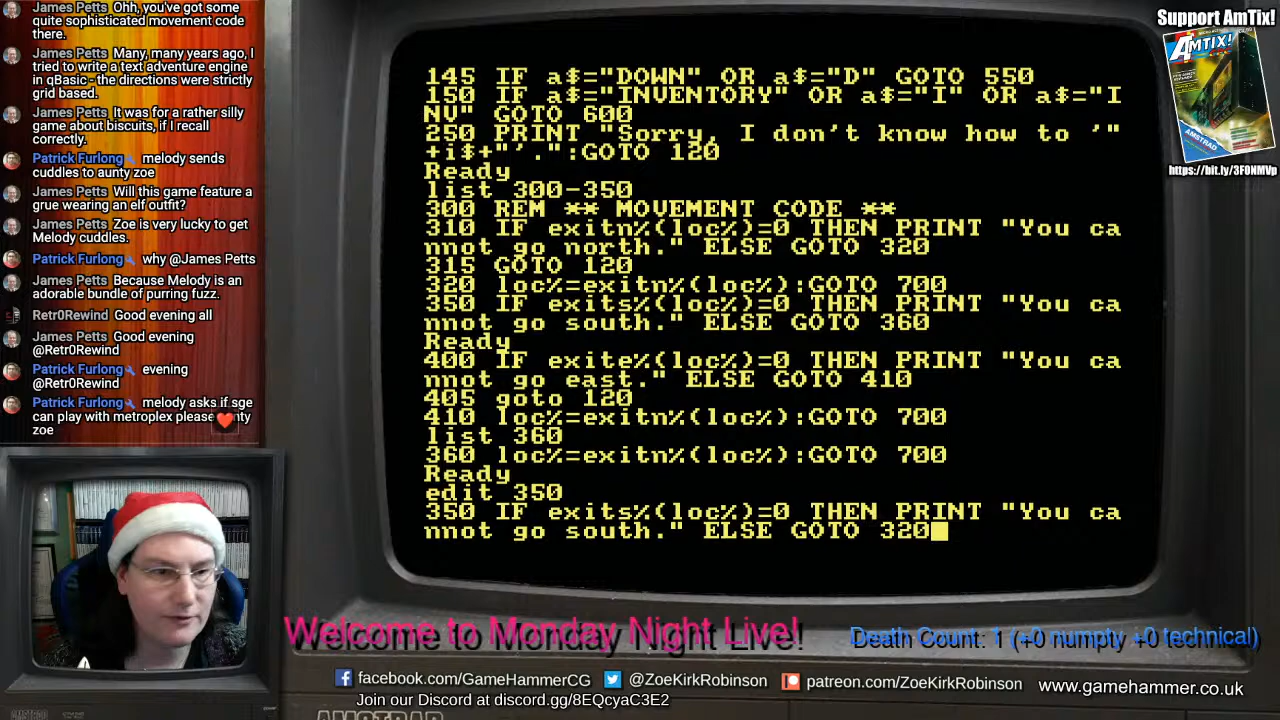 James Petts Ohh, you've got some
quite sophisticated movement code
there.
James Petts Many, many years ago, I
tried to write a text adventure engine
in qBasic - the directions were strictly
grid based.
James Petts It was for a rather silly
game about biscuits, if I recall
correctly.
Patrick Furlong melody sends
cuddles to aunty zoe
James Petts Will this game feature a
grue wearing an elf outfit?
James Petts Zoe is very lucky to get
Melody cuddles.
Patrick Furlong why @James Petts
James Petts Because Melody is an
adorable bundle of purring fuzz.
Retr0Rewind Good evening all
James Petts Good evening
@Retr0Rewind
Patrick Furlong evening
@Retr0Rewind
Patrick Furlong melody asks if sge
can play with metroplex please
zoe
145 IF a$="DOWN" OR a$="D" GOTO 550
150 IF a$="INVENTORY" OR a$="I" OR a$="I
NV" GOTO 600
250 PRINT "Sorry, I don't know how to '"
+i$+"'.":GOTO 120
Ready
list 300-350
300 REM ** MOVEMENT CODE **
310 IF exitn%(loc%)=0 THEN PRINT "You ca
nnot go north." ELSE GOTO 320
315 GOTO 120
320 loc%=exitn%(loc%):GOTO 700
350 IF exits%(loc%)=0 THEN PRINT "You ca
nnot go south." ELSE GOTO 360
Ready
400 IF exite%(loc%)=0 THEN PRINT "You ca
nnot go east." ELSE GOTO 410
405 goto 120
410 loc%=exitn%(loc%):GOTO 700
list 360
360 loc%=exitn%(loc%):GOTO 700
Ready
edit 350
350 IF exits%(loc%)=0 THEN PRINT "You ca
nnot go south." ELSE GOTO 320
Support AmTix!
AMTIX!
AMSTRAD
https://bit.ly/3FONMVp
Welcome to Monday Night Live!
Death Count: 1 (+0 numpty +0 technical)
facebook.com/GameHammerCG @ZoeKirkRobinson patreon.com/ZoeKirkRobinson www.gamehammer.co.uk
Join our Discord at discord.gg/8EQcyaC3E2
AMSTRAD